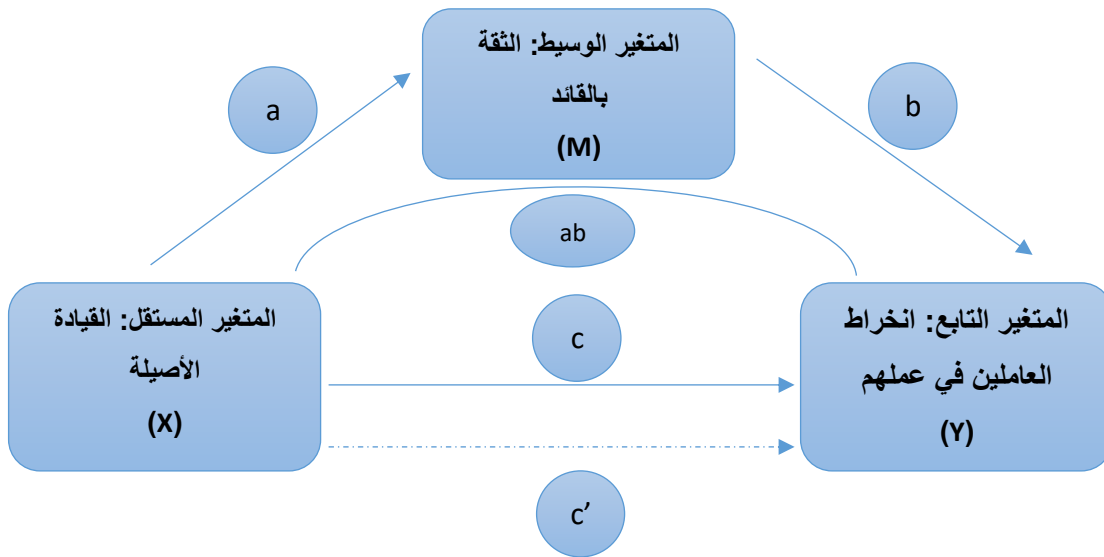 المتغير الوسيط: الثقة
بالقائد
(M)
a
b
ab
المتغير المستقل: القيادة
الأصيلة
(X)
c
المتغير التابع: انخراط
العاملين في عملهم
(Y)
c’